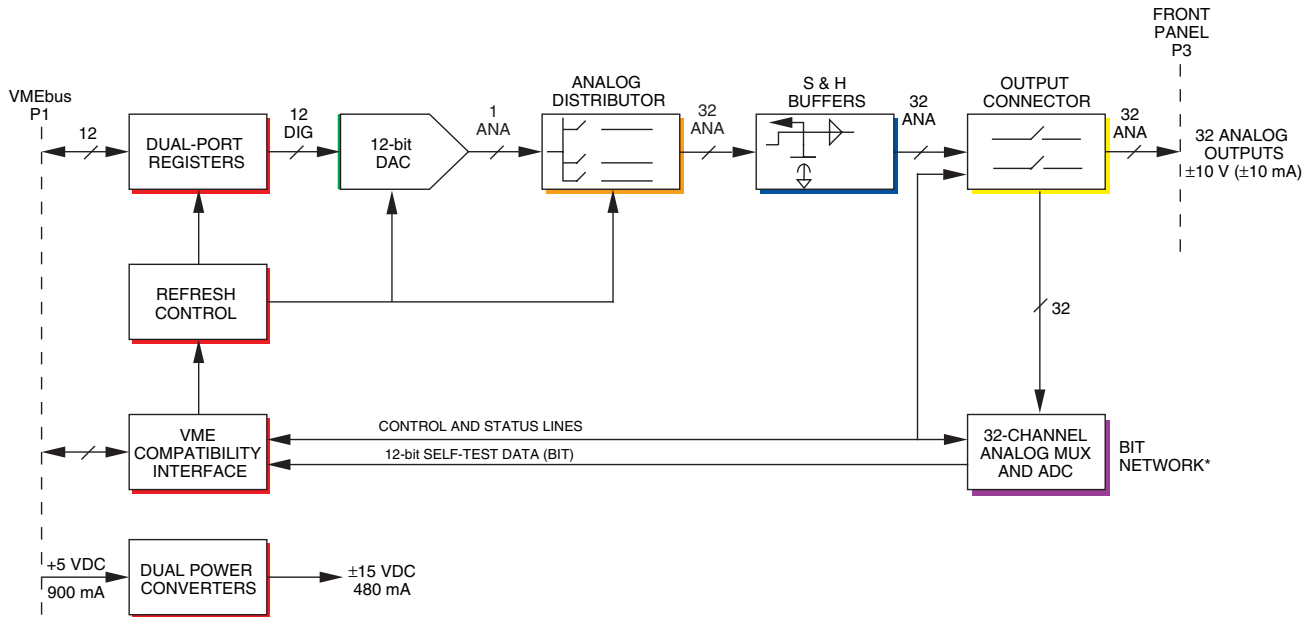 FRONT
PANEL
P3
VMEbus
P1
12
DUAL-PORT
REGISTERS
12
DIG
12-bit
DAC
1
ANA
ANALOG
DISTRIBUTOR
32
ANA
S & H
BUFFERS
32
ANA
OUTPUT
CONNECTOR
32
ANA
32 ANALOG
OUTPUTS
±10 V (±10 mA)
REFRESH
CONTROL
32
VME
COMPATIBILITY
INTERFACE
CONTROL AND STATUS LINES
12-bit SELF-TEST DATA (BIT)
32-CHANNEL
ANALOG MUX
AND ADC
BIT
NETWORK*
+5 VDC
900 mA
DUAL POWER
CONVERTERS
±15 VDC
480 mA